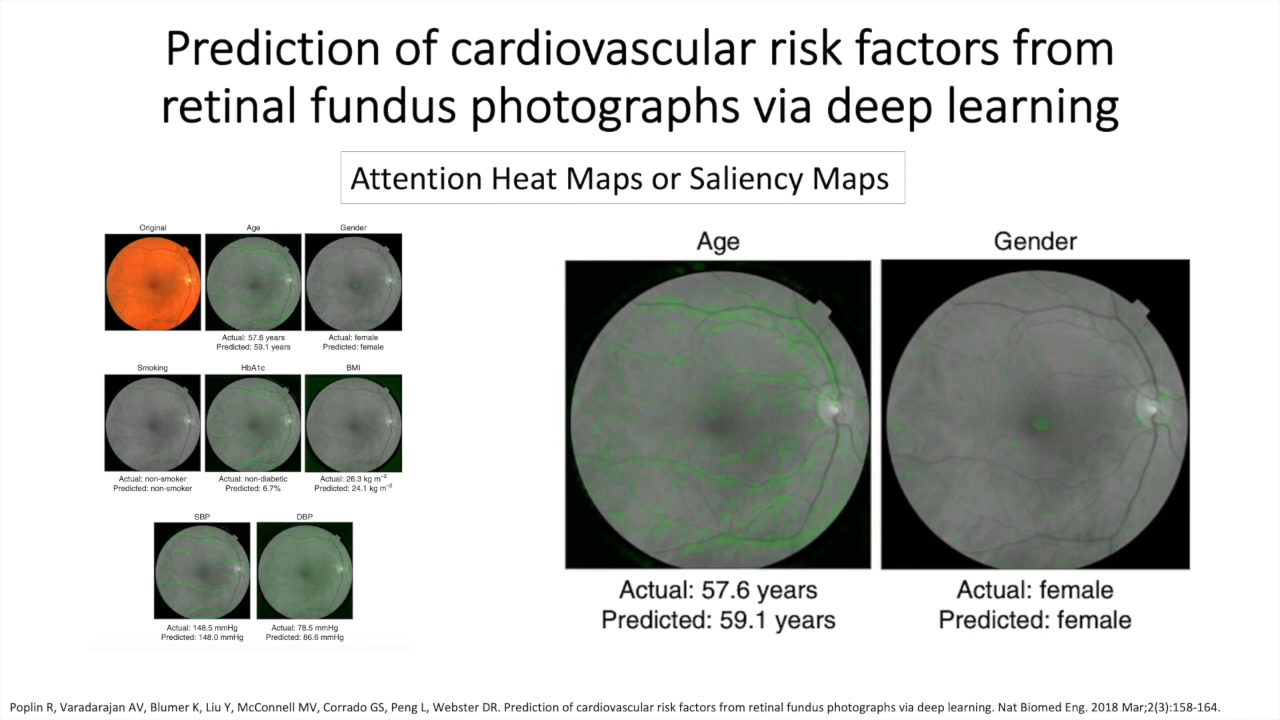 Prediction of cardiovascular risk factors from
retinal fundus photographs via deep learning
Attention Heat Maps or Saliency Maps
Original
Age
Gender
Actual: 57.6 years
Predicted: 59.1 years
Actual: female
Predicted: female
Smoking
HbA1c
BMI
Actual: non-smoker
Predicted: non-smoker
Actual: non-diabetic
Predicted: 6.7%
Actual: 26.3 kg m⁻²
Predicted: 24.1 kg m⁻²
SBP
DBP
Actual: 148.5 mmHg
Predicted: 148.0 mmHg
Actual: 78.5 mmHg
Predicted: 86.6 mmHg
Age
Gender
Actual: 57.6 years
Predicted: 59.1 years
Actual: female
Predicted: female
Poplin R, Varadarajan AV, Blumer K, Liu Y, McConnell MV, Corrado GS, Peng L, Webster DR. Prediction of cardiovascular risk factors from retinal fundus photographs via deep learning. Nat Biomed Eng. 2018 Mar;2(3):158-164.